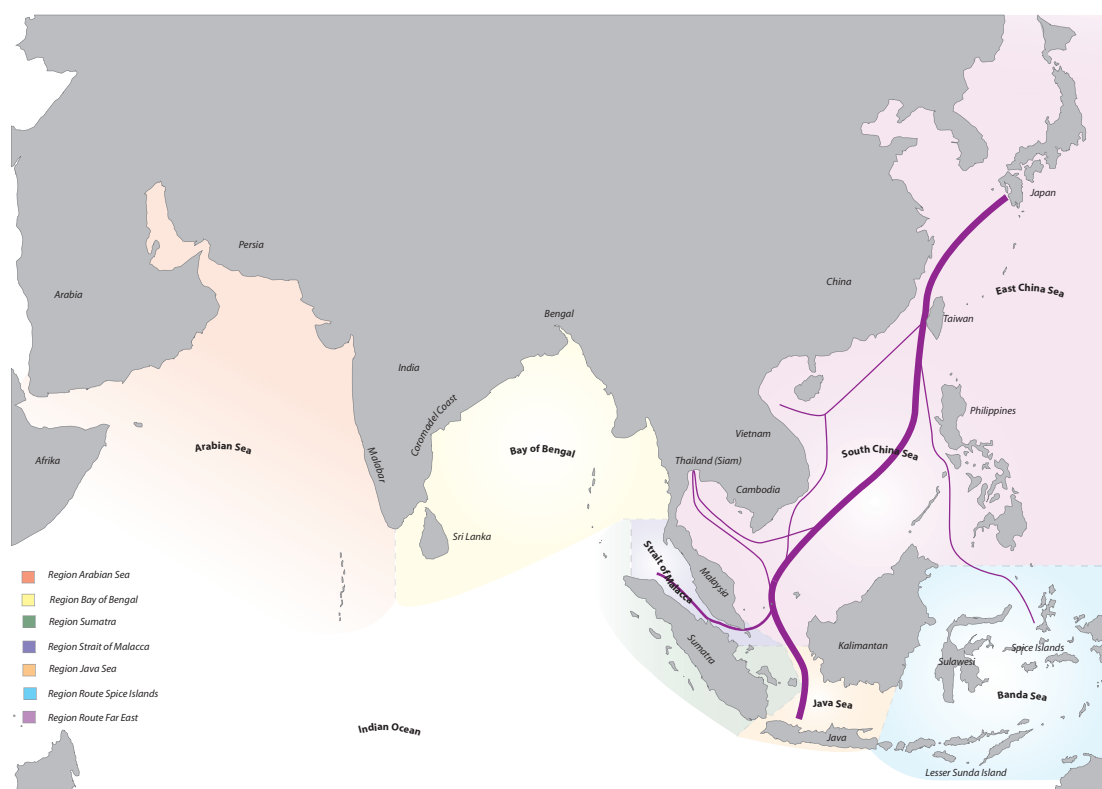 Japan
Persia
East China Sea
China
Arabia
Bengal
Taiwan
India
Coromodel Coast
Philippines
Vietnam
Arabian Sea
Bay of Bengal
South China Sea
Afrika
Malabar
Thailand (Siam)
Cambodia
Sri Lanka
Strait of Malacca
Malaysia
Region Arabian Sea
Region Bay of Bengal
Region Sumatra
Region Strait of Malacca
Region Java Sea
Region Route Spice Islands
Region Route Far East
Sumatra
Kalimantan
Spice Islands
Sulawesi
Banda Sea
Java Sea
Indian Ocean
Java
Lesser Sunda Island